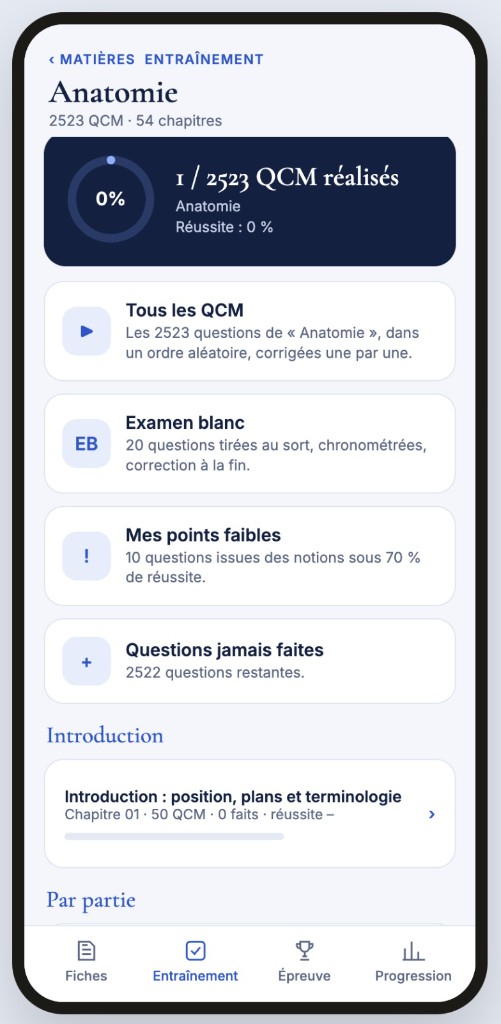 ‹ MATIÈRES ENTRAÎNEMENT
Anatomie
2523 QCM · 54 chapitres
0%
1 / 2523 QCM réalisés
Anatomie
Réussite : 0 %
Tous les QCM
Les 2523 questions de « Anatomie », dans
un ordre aléatoire, corrigées une par une.
EB
Examen blanc
20 questions tirées au sort, chronométrées,
correction à la fin.
!
Mes points faibles
10 questions issues des notions sous 70 %
de réussite.
+
Questions jamais faites
2522 questions restantes.
Introduction
Introduction : position, plans et terminologie
Chapitre 01 · 50 QCM · 0 faits · réussite –
›
Par partie
Fiches
Entraînement
Épreuve
Progression